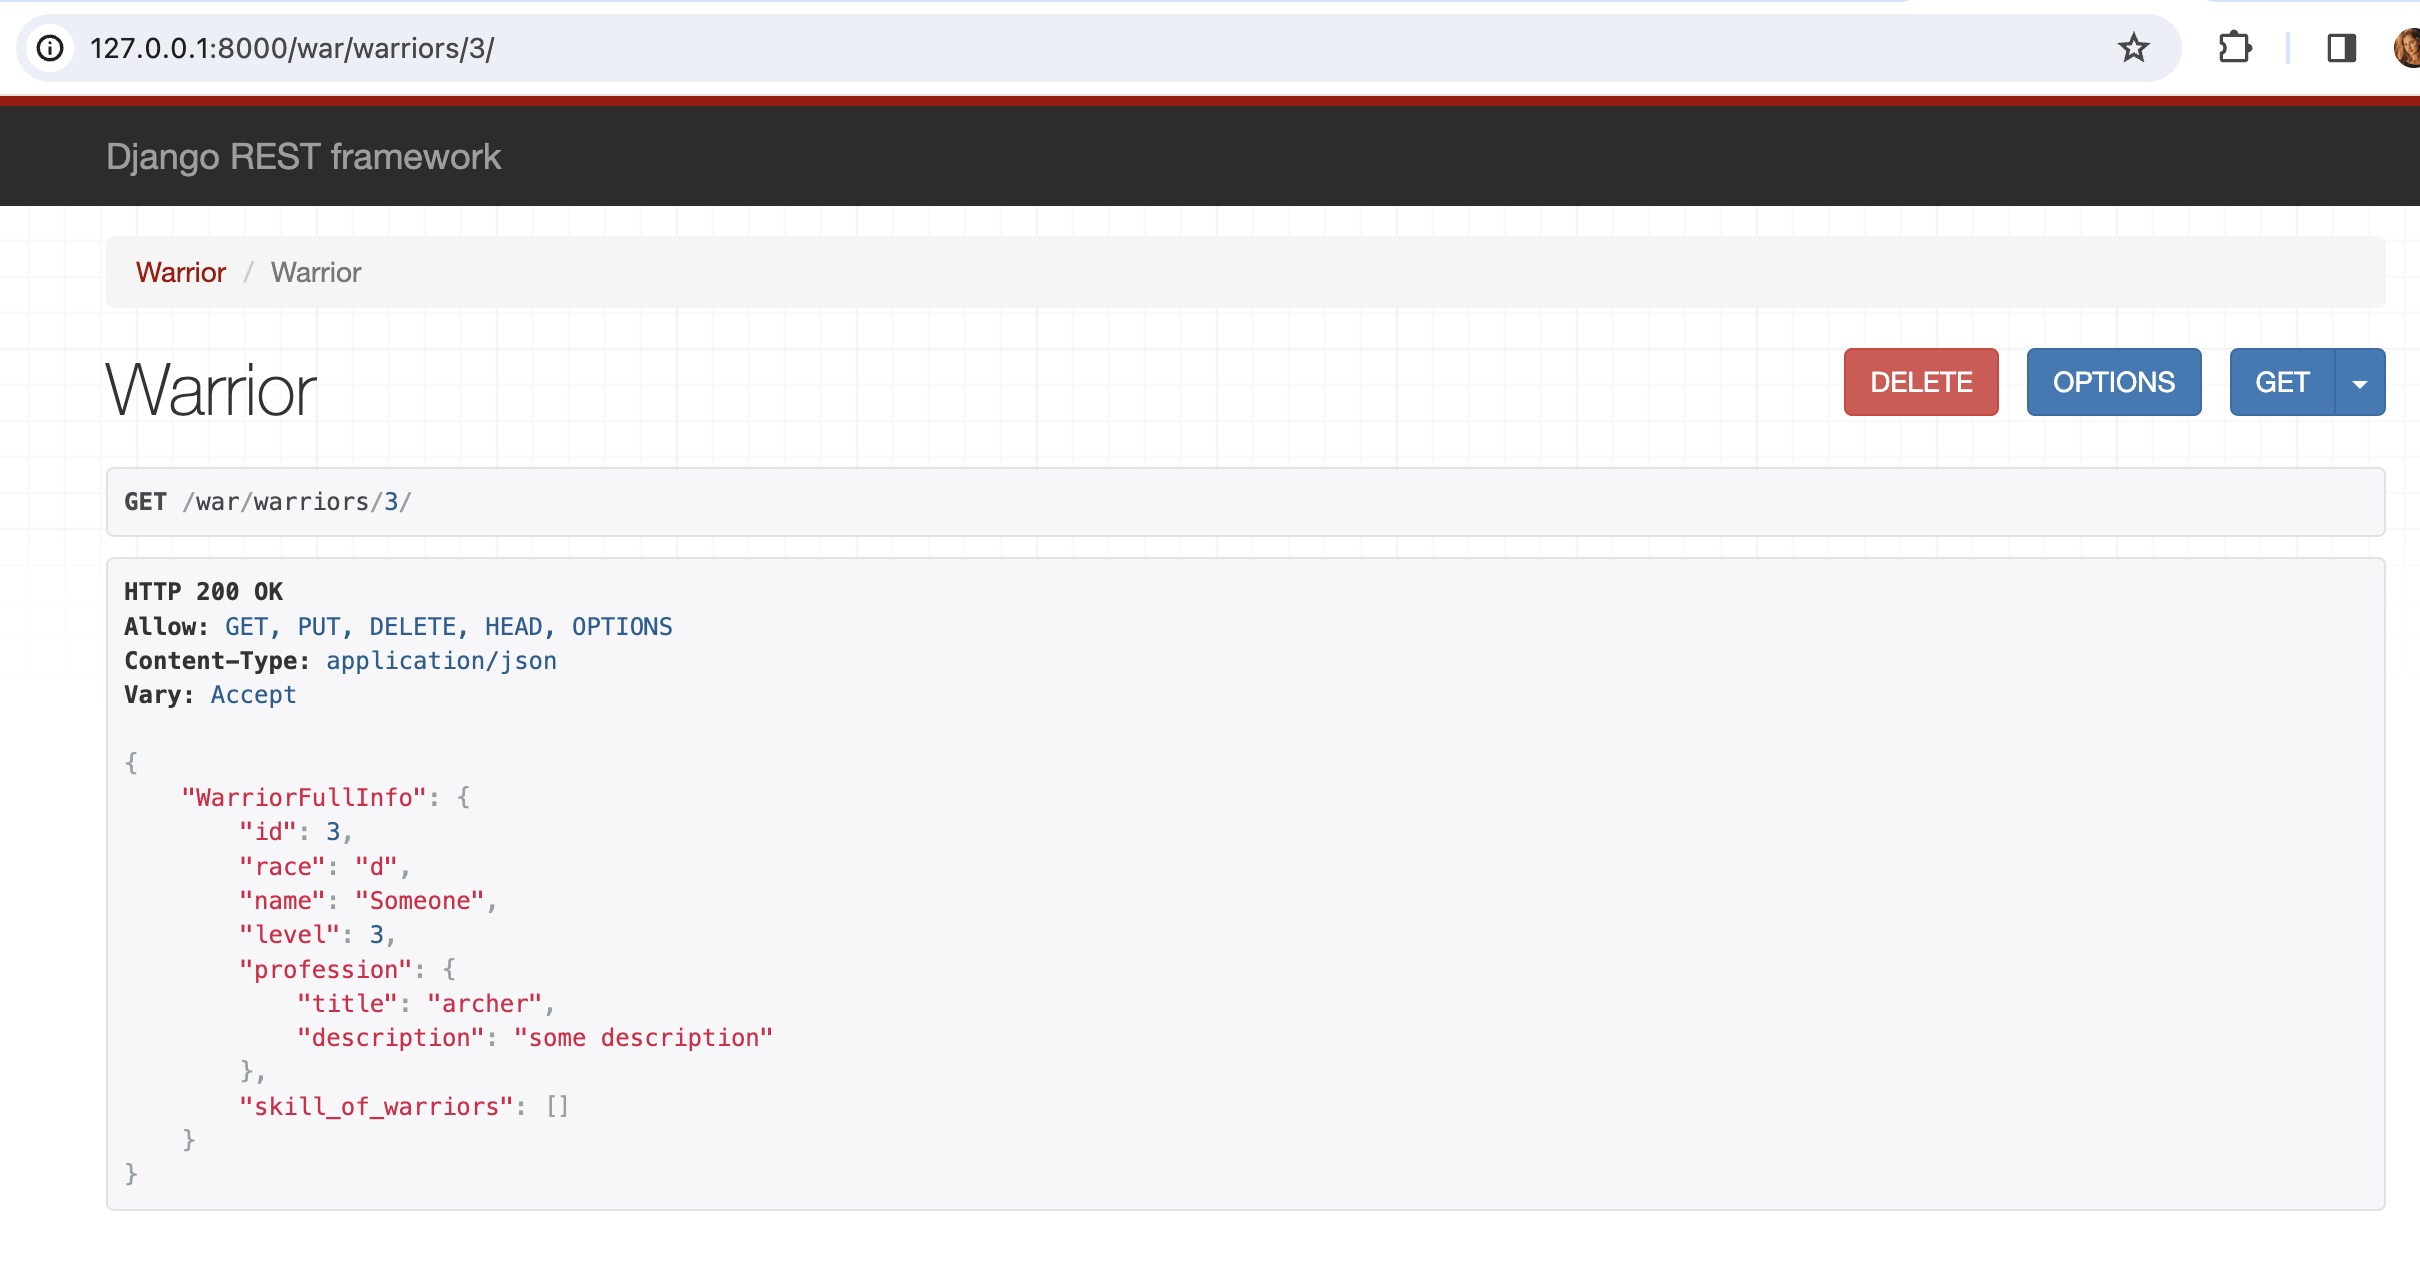 127.0.0.1:8000/war/warriors/3/
Django REST framework
Warrior / Warrior
Warrior
DELETE
OPTIONS
GET
GET /war/warriors/3/
HTTP 200 OK
Allow: GET, PUT, DELETE, HEAD, OPTIONS
Content-Type: application/json
Vary: Accept
{
    "WarriorFullInfo": {
        "id": 3,
        "race": "d",
        "name": "Someone",
        "level": 3,
        "profession": {
            "title": "archer",
            "description": "some description"
        },
        "skill_of_warriors": []
    }
}